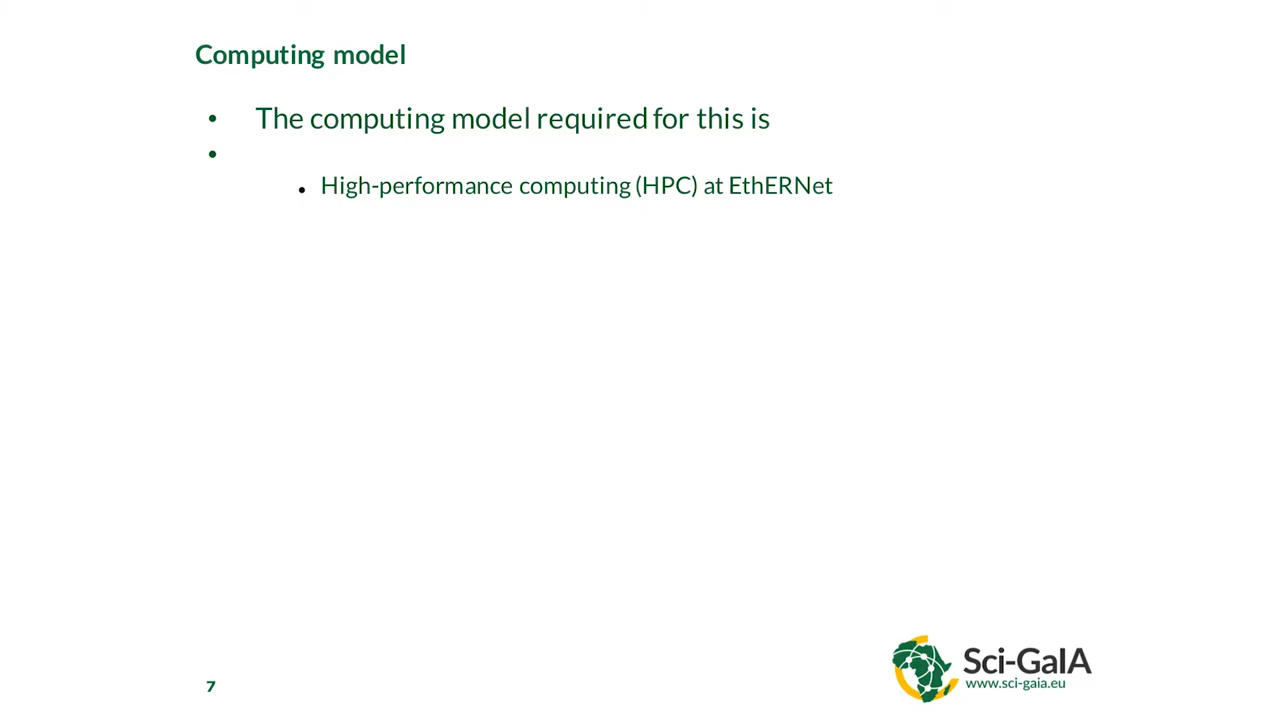 Computing model
• The computing model required for this is
•
• High-performance computing (HPC) at EthERNet
7
Sci-GaIA
www.sci-gaia.eu